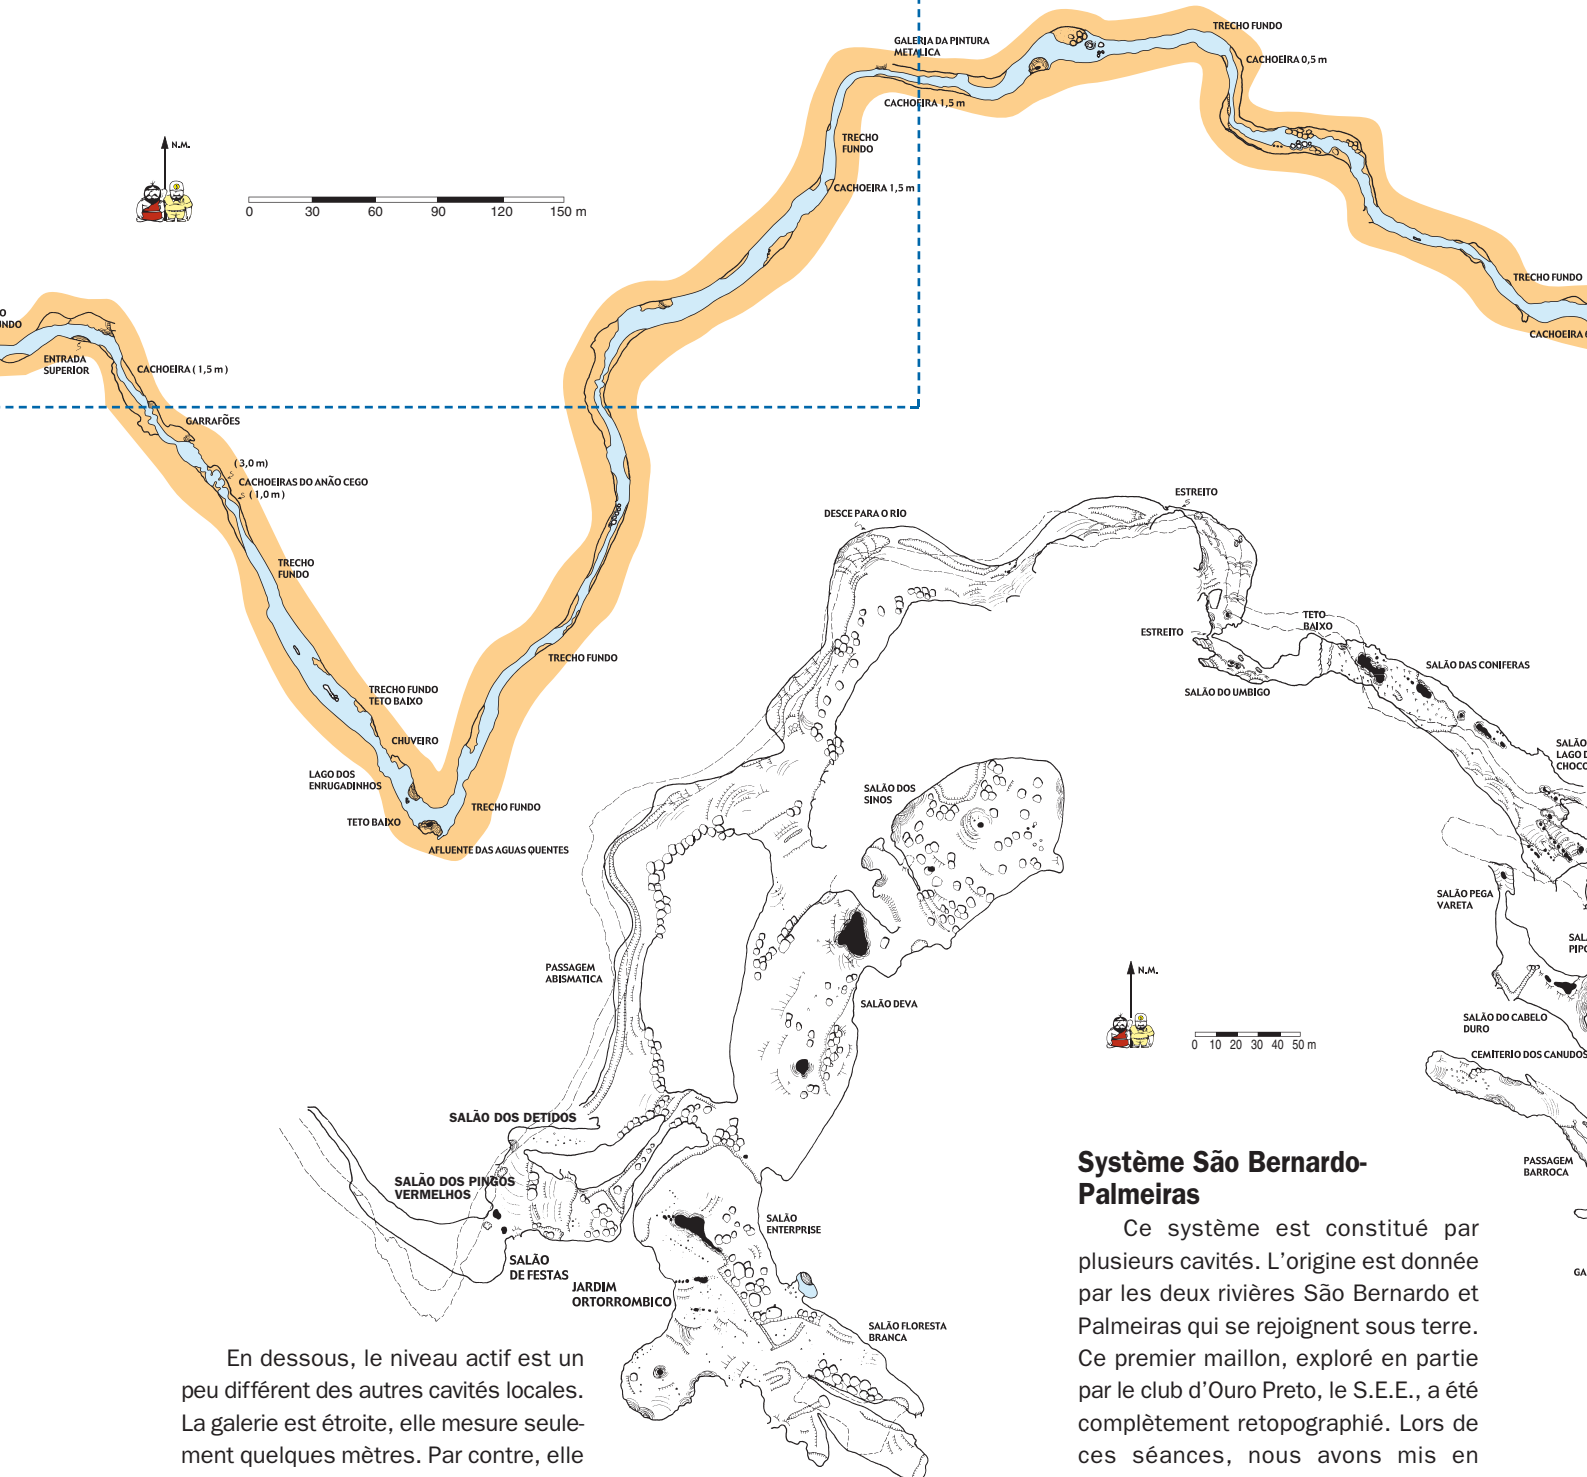 GALERIA DA PINTURA
METALICA
TRECHO FUNDO
CACHOEIRA 0,5 m
CACHOEIRA 1,5 m
N.M.
TRECHO
FUNDO
CACHOEIRA 1,5 m
0 30 60 90 120 150 m
TRECHO FUNDO
CACHOEIRA
ENTRADA
SUPERIOR
CACHOEIRA ( 1,5 m )
GARRAFÕES
( 3,0 m )
CACHOEIRAS DO ANÃO CEGO
( 1,0 m )
TRECHO
FUNDO
TRECHO FUNDO
TRECHO FUNDO
TETO BAIXO
CHUVEIRO
LAGO DOS
ENRUGADINHOS
TRECHO FUNDO
TETO BAIXO
AFLUENTE DAS AGUAS QUENTES
ESTREITO
DESCE PARA O RIO
TETO
BAIXO
ESTREITO
SALÃO DAS CONIFERAS
SALÃO DO UMBIGO
SALÃO
LAGO D
CHOCO
SALÃO DOS
SINOS
SALÃO PEGA
VARETA
SAL
PIPO
PASSAGEM
ABISMATICA
N.M.
SALÃO DEVA
SALÃO DO CABELO
DURO
0 10 20 30 40 50 m
CEMITERIO DOS CANUDOS
SALÃO DOS DETIDOS
PASSAGEM
BARROCA
SALÃO DOS PINGOS
VERMELHOS
SALÃO
ENTERPRISE
SALÃO
DE FESTAS
JARDIM
ORTORROMBICO
GA
SALÃO FLORESTA
BRANCA
En dessous, le niveau actif est un
peu différent des autres cavités locales.
La galerie est étroite, elle mesure seule-
ment quelques mètres. Par contre, elle
Système São Bernardo-
Palmeiras
Ce système est constitué par
plusieurs cavités. L'origine est donnée
par les deux rivières São Bernardo et
Palmeiras qui se rejoignent sous terre.
Ce premier maillon, exploré en partie
par le club d'Ouro Preto, le S.E.E., a été
complètement retopographié. Lors de
ces séances, nous avons mis en